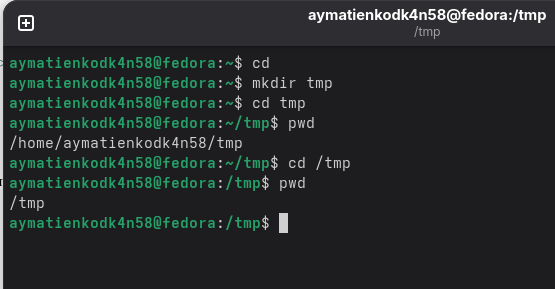 aymatienkodk4n58@fedora:/tmp
/tmp
aymatienkodk4n58@fedora:~$ cd
aymatienkodk4n58@fedora:~$ mkdir tmp
aymatienkodk4n58@fedora:~$ cd tmp
aymatienkodk4n58@fedora:~/tmp$ pwd
/home/aymatienkodk4n58/tmp
aymatienkodk4n58@fedora:~/tmp$ cd /tmp
aymatienkodk4n58@fedora:/tmp$ pwd
/tmp
aymatienkodk4n58@fedora:/tmp$